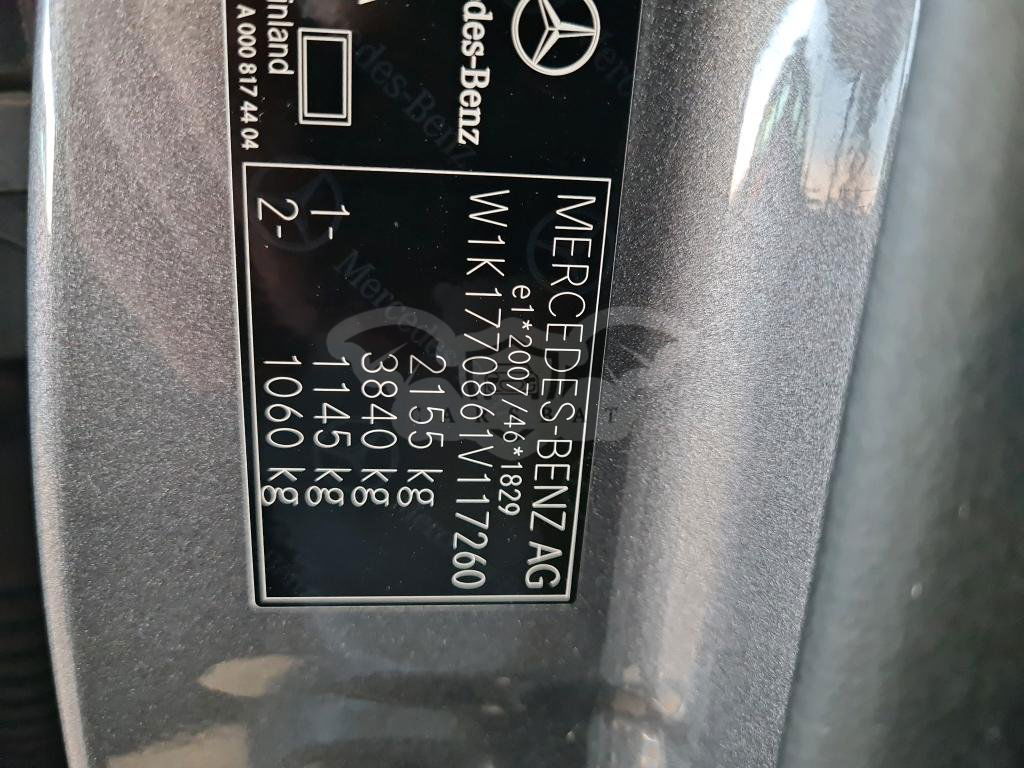 MERCEDES-BENZ AG
e1*2007/46*1829
W1K1770861V117260
2155 kg
3840 kg
1- 1145 kg
2- 1060 kg
des-Benz
inland
A 000 817 44 04